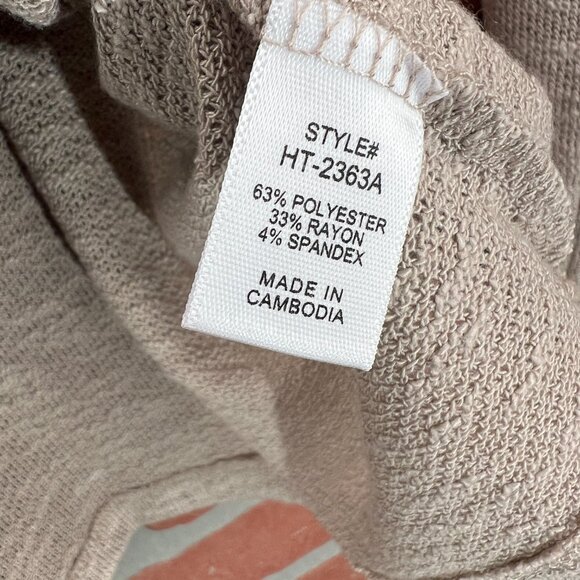 STYLE#
HT-2363A
63% POLYESTER
33% RAYON
4% SPANDEX
MADE IN
CAMBODIA